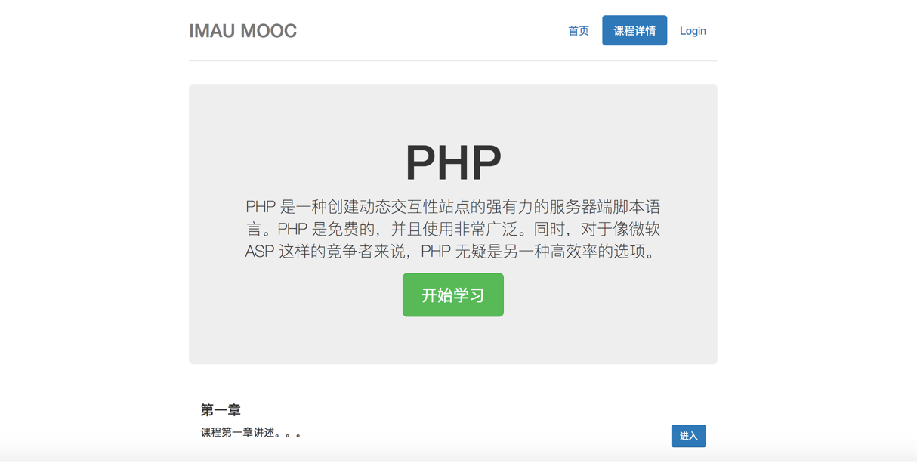 IMAU MOOC
首页 课程详情 Login
PHP
PHP 是一种创建动态交互性站点的强有力的服务器端脚本语
言。PHP 是免费的，并且使用非常广泛。同时，对于像微软
ASP 这样的竞争者来说，PHP 无疑是另一种高效率的选项。
开始学习
第一章
课程第一章讲述。。。
进入